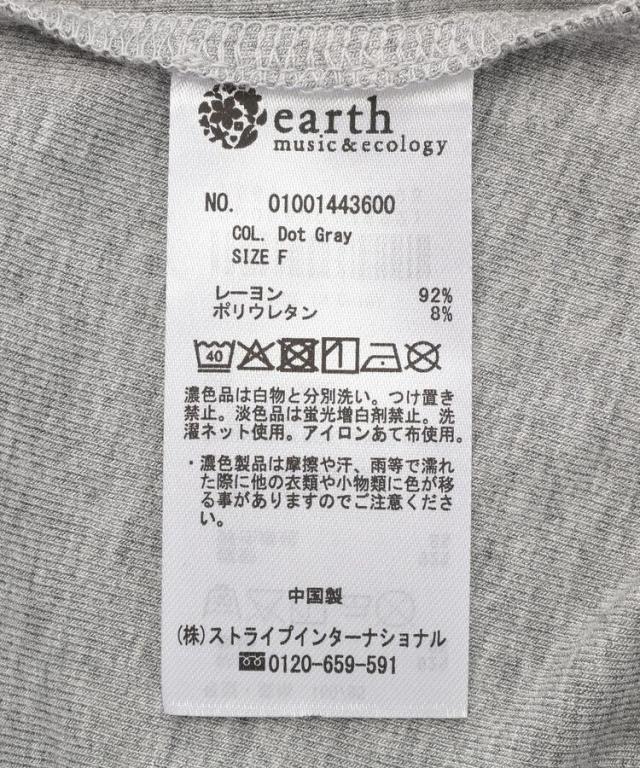 earth
music&ecology
NO. 01001443600
COL. Dot Gray
SIZE F
レーヨン 92%
ポリウレタン 8%
40
濃色品は白物と分別洗い。つけ置き
禁止。淡色品は蛍光増白剤禁止。洗
濯ネット使用。アイロンあて布使用。
・濃色製品は摩擦や汗、雨等で濡れ
た際に他の衣類や小物類に色が移
る事がありますのでご注意くださ
い。
中国製
(株)ストライプインターナショナル
0120-659-591